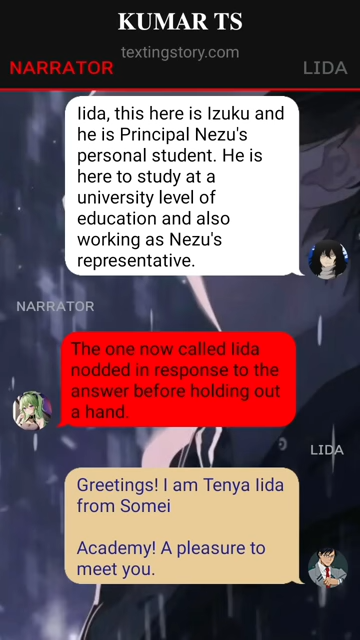 KUMAR TS
textingstory.com
NARRATOR
LIDA
Iida, this here is Izuku and
he is Principal Nezu's
personal student. He is
here to study at a
university level of
education and also
working as Nezu's
representative.
NARRATOR
The one now called Iida
nodded in response to the
answer before holding out
a hand.
LIDA
Greetings! I am Tenya Iida
from Somei
Academy! A pleasure to
meet you.